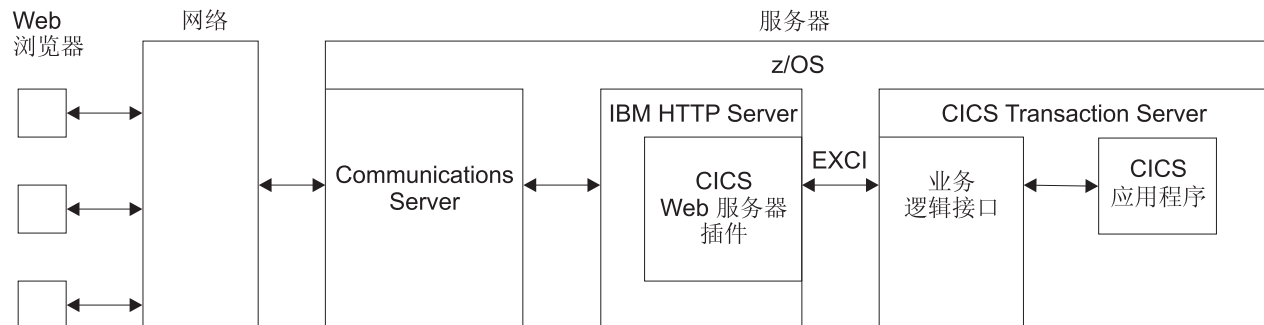 Web
浏览器
网络
服务器
z/OS
IBM HTTP Server
CICS Transaction Server
Communications
Server
CICS
Web 服务器
插件
EXCI
业务
逻辑接口
CICS
应用程序